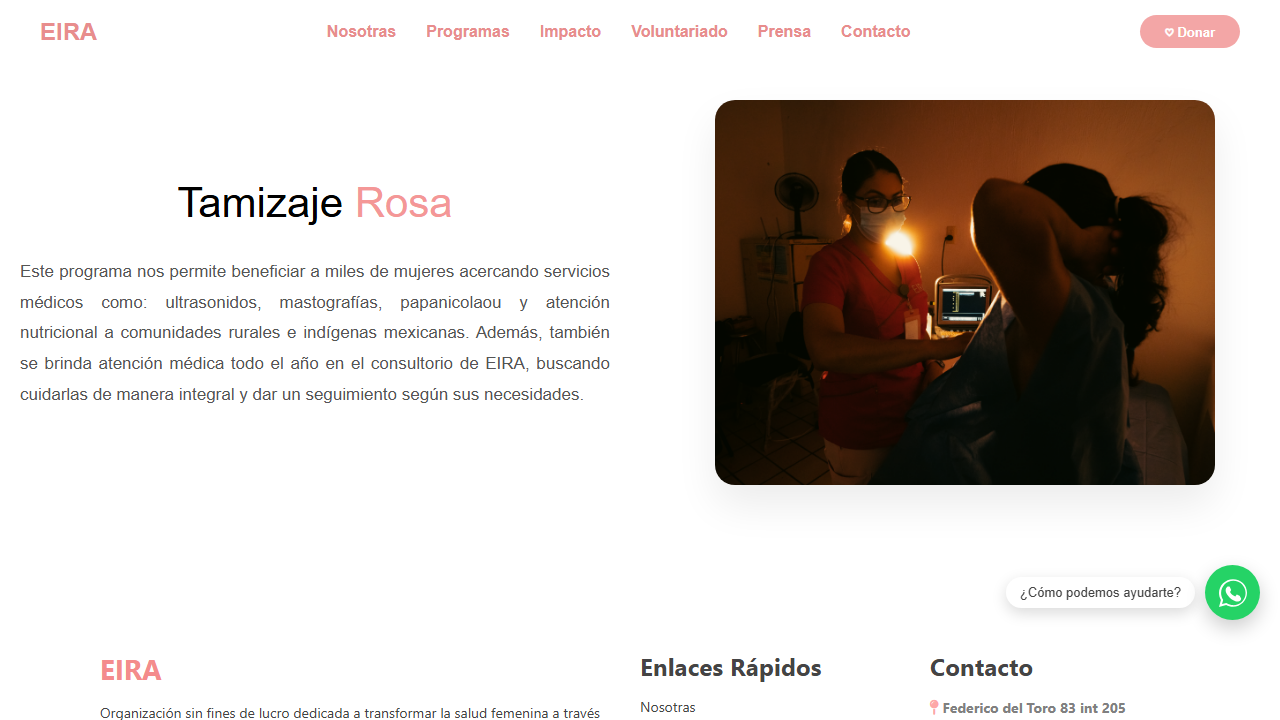 EIRA
Nosotras Programas Impacto Voluntariado Prensa Contacto
Donar
Tamizaje Rosa
Este programa nos permite beneficiar a miles de mujeres acercando servicios
médicos como: ultrasonidos, mastografías, papanicolaou y atención
nutricional a comunidades rurales e indígenas mexicanas. Además, también
se brinda atención médica todo el año en el consultorio de EIRA, buscando
cuidarlas de manera integral y dar un seguimiento según sus necesidades.
¿Cómo podemos ayudarte?
EIRA
Organización sin fines de lucro dedicada a transformar la salud femenina a través
Enlaces Rápidos
Nosotras
Contacto
Federico del Toro 83 int 205